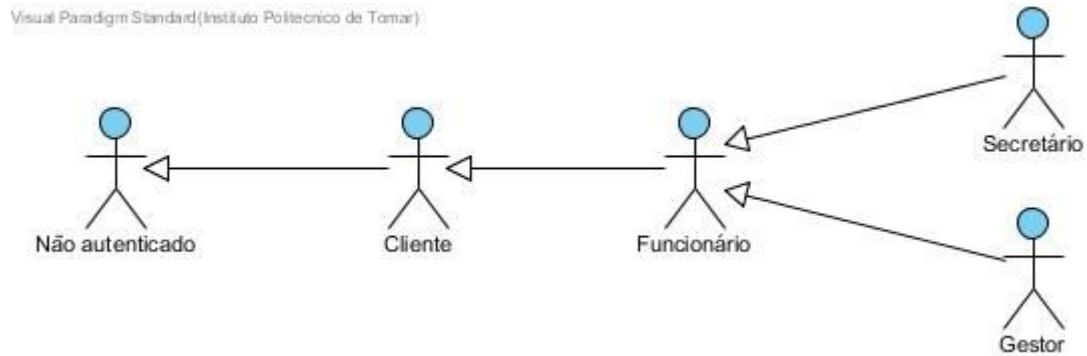 Visual Paradigm Standard(Instituto Politecnico de Tomar)
Secretário
Não autenticado
Cliente
Funcionário
Gestor